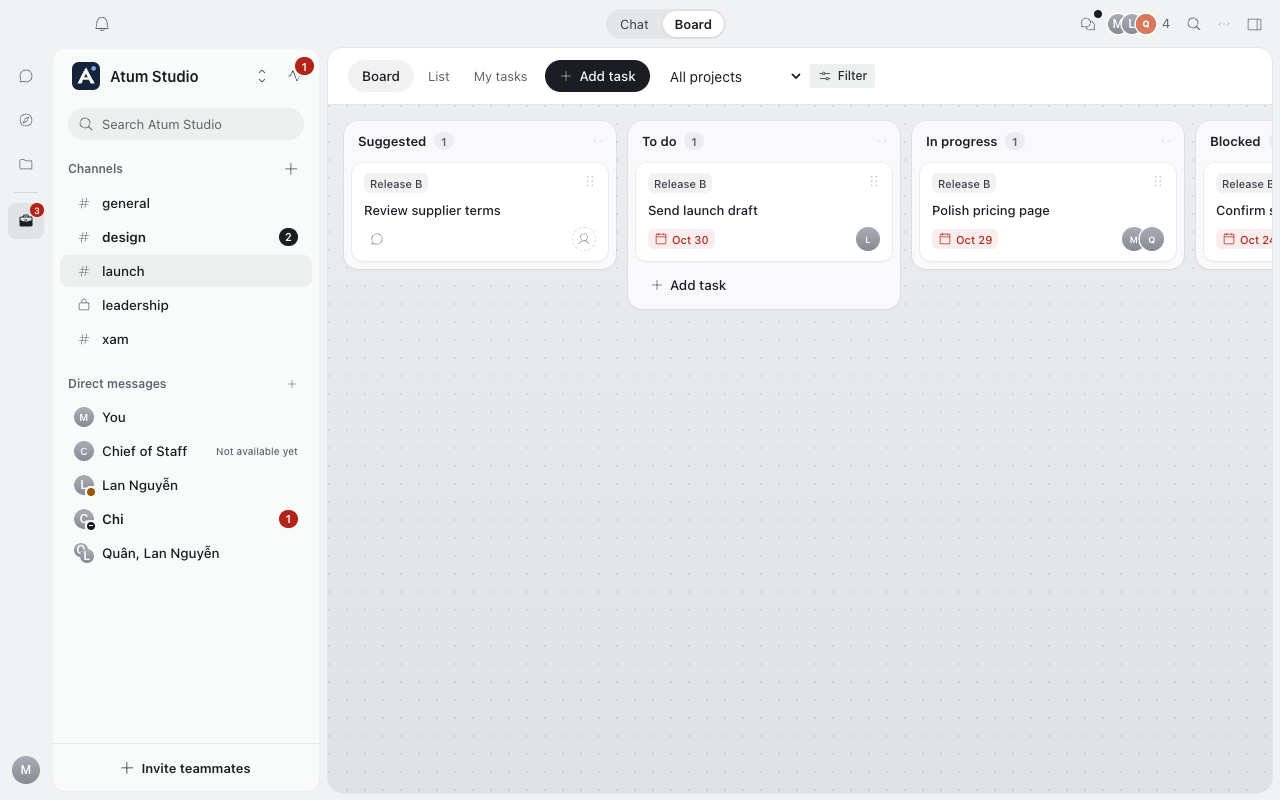 Chat
Board
M
L
Q
4
Atum Studio
1
Search Atum Studio
Channels
general
design
2
launch
leadership
xam
3
Direct messages
M
You
C
Chief of Staff
Not available yet
L
Lan Nguyễn
C
Chi
1
Q
L
Quân, Lan Nguyễn
Invite teammates
M
Board
List
My tasks
Add task
All projects
Filter
Suggested
1
Release B
Review supplier terms
To do
1
Release B
Send launch draft
Oct 30
L
Add task
In progress
1
Release B
Polish pricing page
Oct 29
M
Q
Blocked
Release B
Confirm
Oct 24